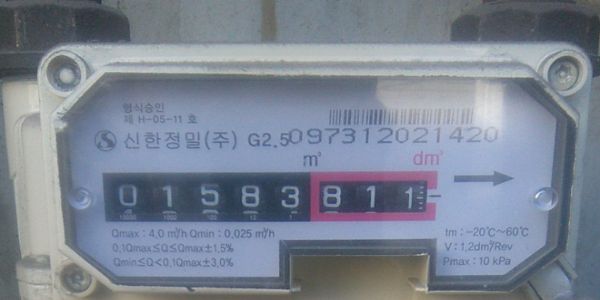 형식승인
제 H-05-11 호
신한정밀(주) G2.5 097312021420
m³ dm³
01583 811
Qmax : 4.0 m³/h Qmin : 0.025 m³/h
0.1Qmax≤Q≤Qmax±1.5%
Qmin≤Q<0.1Qmax±3.0%
tm : −20℃~60℃
V : 1.2dm³/Rev
Pmax : 10 kPa